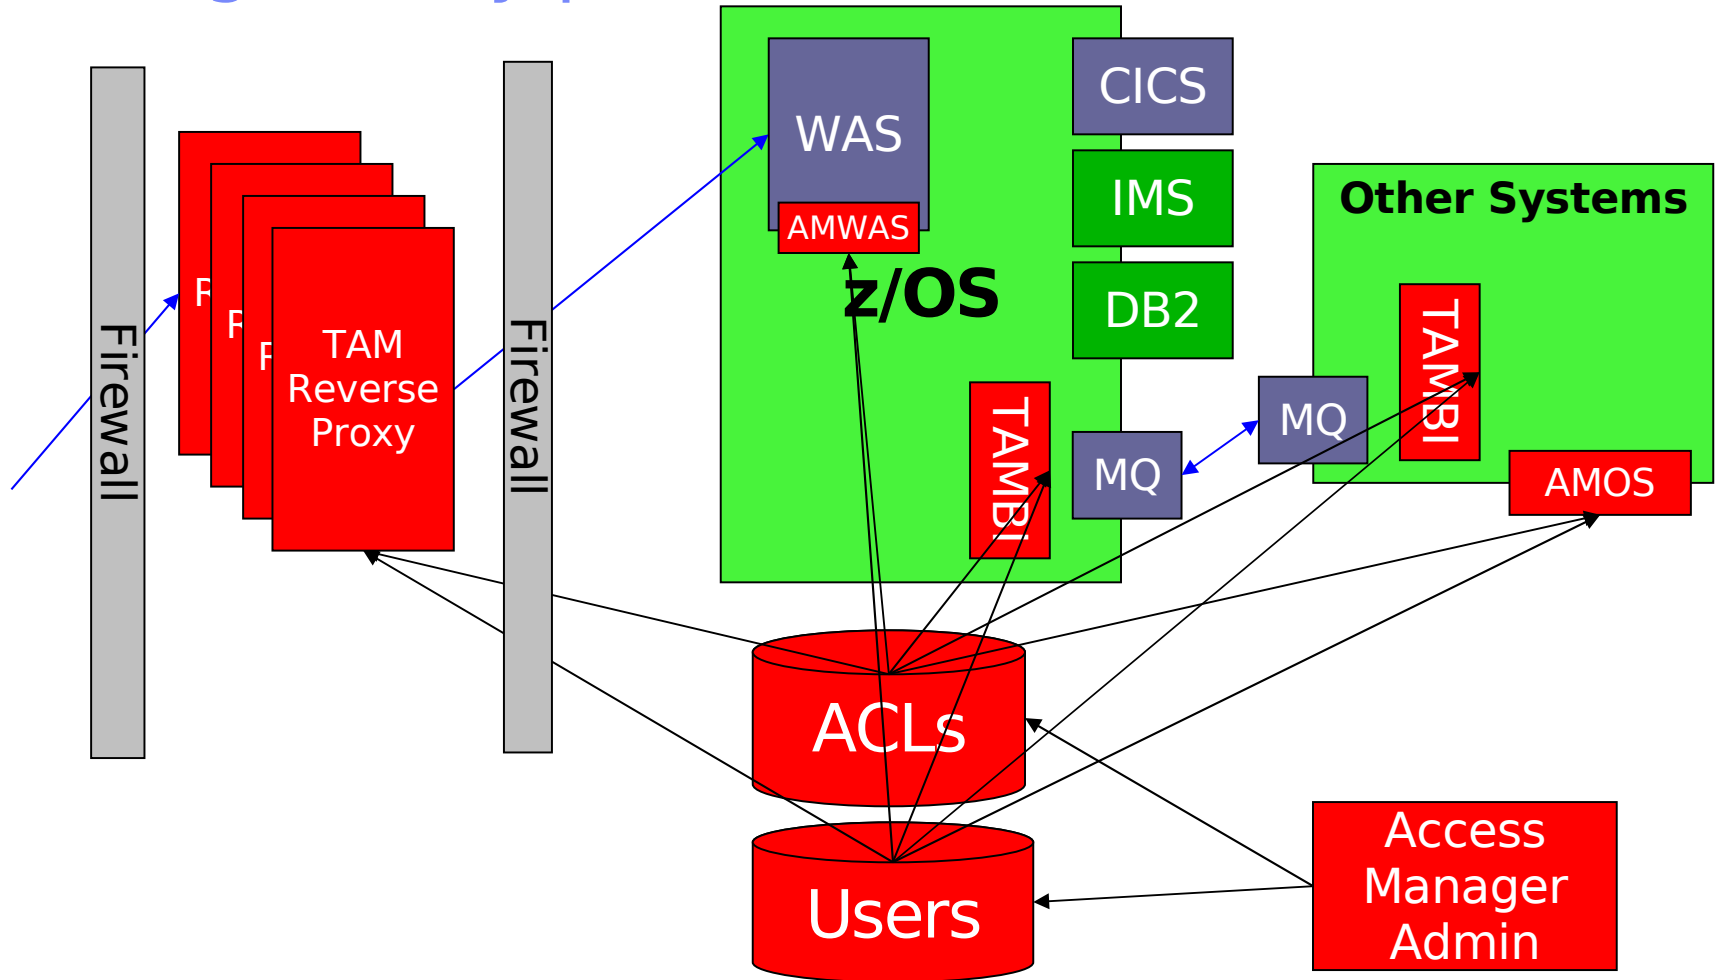 Firewall
R
R
F
TAM
Reverse
Proxy
Firewall
WAS
AMWAS
z/OS
CICS
IMS
DB2
TAMBI
MQ
MQ
Other Systems
TAMBI
AMOS
ACLs
Users
Access
Manager
Admin